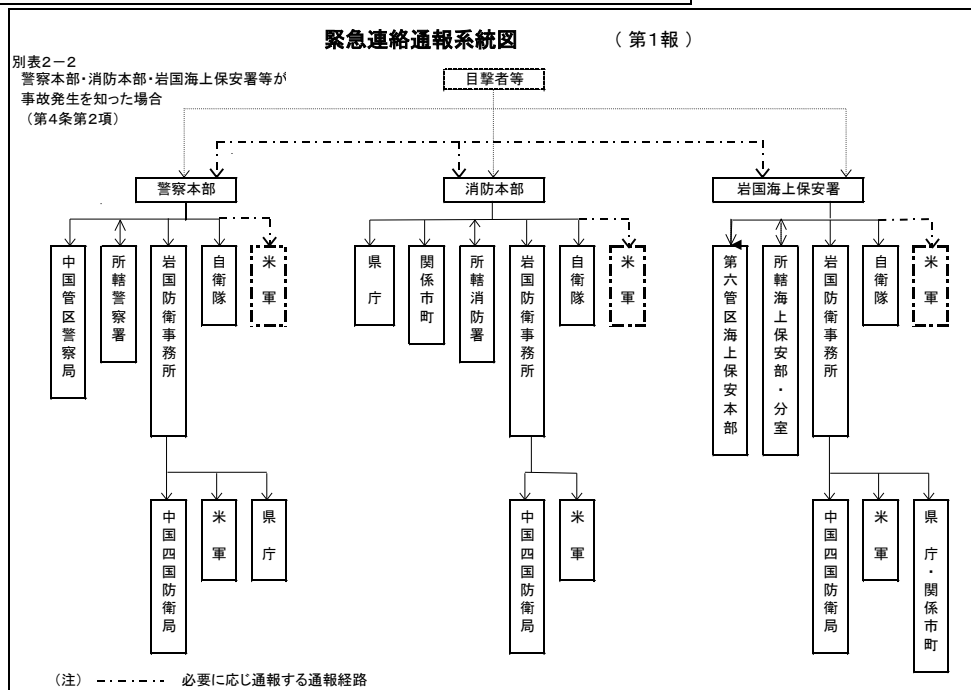 緊急連絡通報系統図 （第1報）
別表2－2
警察本部・消防本部・岩国海上保安署等が
事故発生を知った場合
（第4条第2項）
目撃者等
警察本部
消防本部
岩国海上保安署
中国管区警察局
所轄警察署
岩国防衛事務所
自衛隊
米軍
県庁
関係市町
所轄消防署
岩国防衛事務所
自衛隊
米軍
第六管区海上保安本部
所轄海上保安部・分室
岩国防衛事務所
自衛隊
米軍
中国四国防衛局
米軍
県庁
中国四国防衛局
米軍
中国四国防衛局
米軍
県庁・関係市町
（注） 必要に応じ通報する通報経路